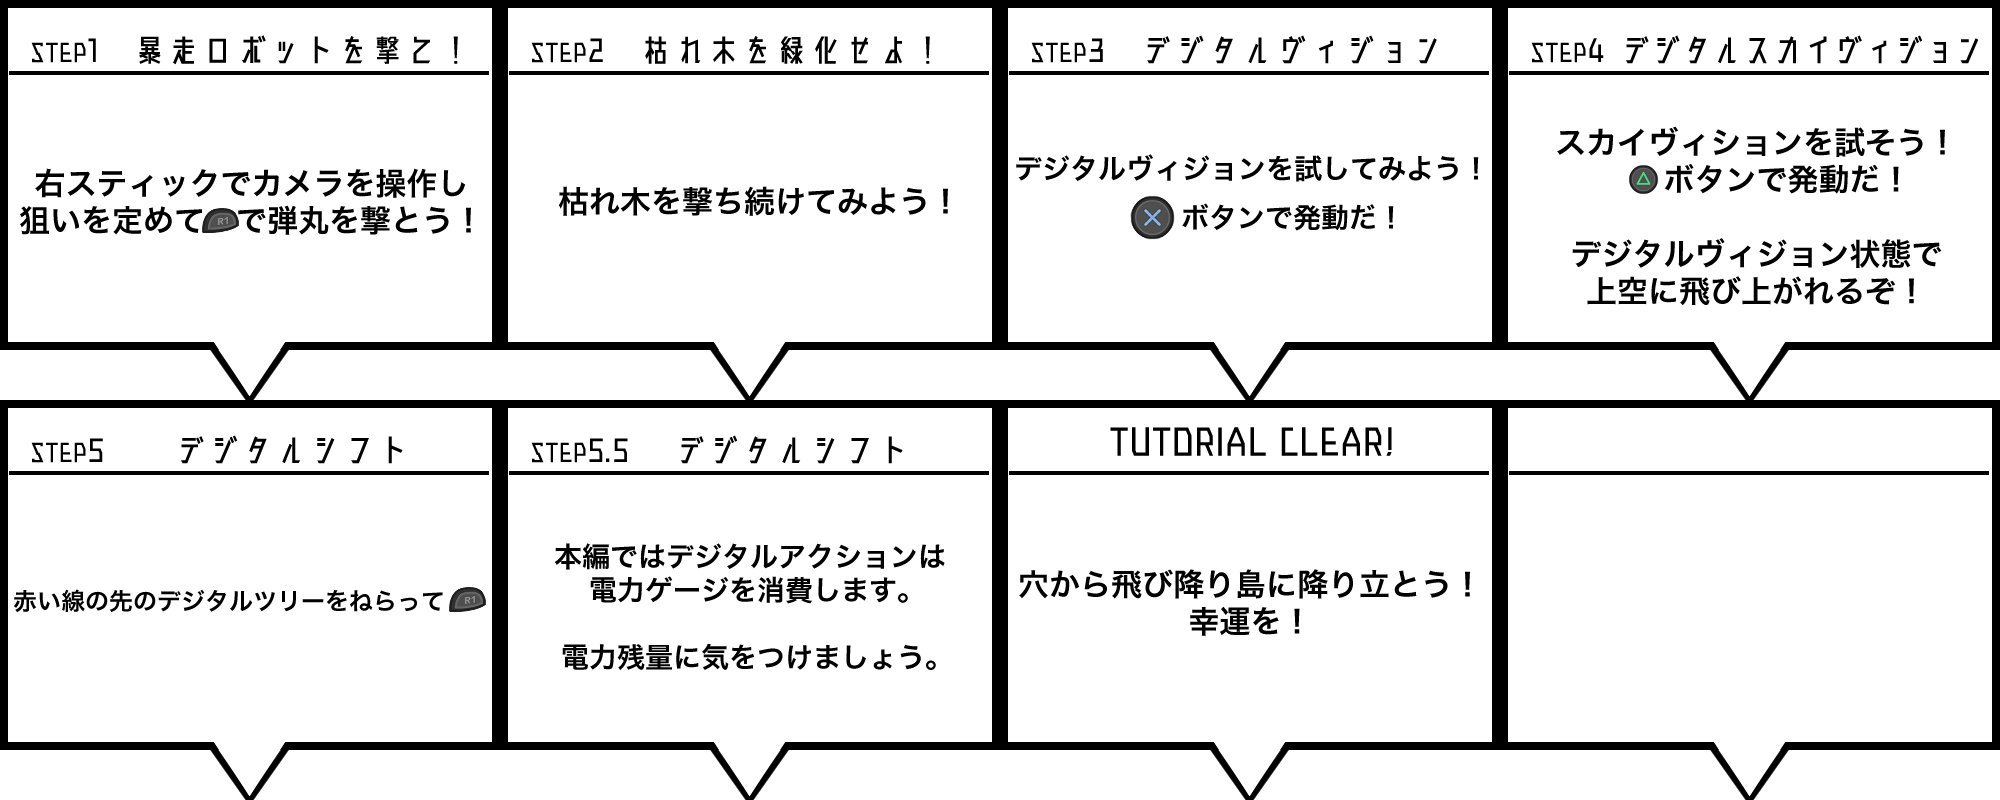 STEP1 暴走ロボットを撃て！
右スティックでカメラを操作し
狙いを定めてR1で弾丸を撃とう！
STEP2 枯れ木を緑化せよ！
枯れ木を撃ち続けてみよう！
STEP3 デジタルヴィジョン
デジタルヴィジョンを試してみよう！
ボタンで発動だ！
STEP4 デジタルスカイヴィジョン
スカイヴィションを試そう！
ボタンで発動だ！
デジタルヴィジョン状態で
上空に飛び上がれるぞ！
STEP5 デジタルシフト
赤い線の先のデジタルツリーをねらってR1
STEP5.5 デジタルシフト
本編ではデジタルアクションは
電力ゲージを消費します。
電力残量に気をつけましょう。
TUTORIAL CLEAR!
穴から飛び降り島に降り立とう！
幸運を！